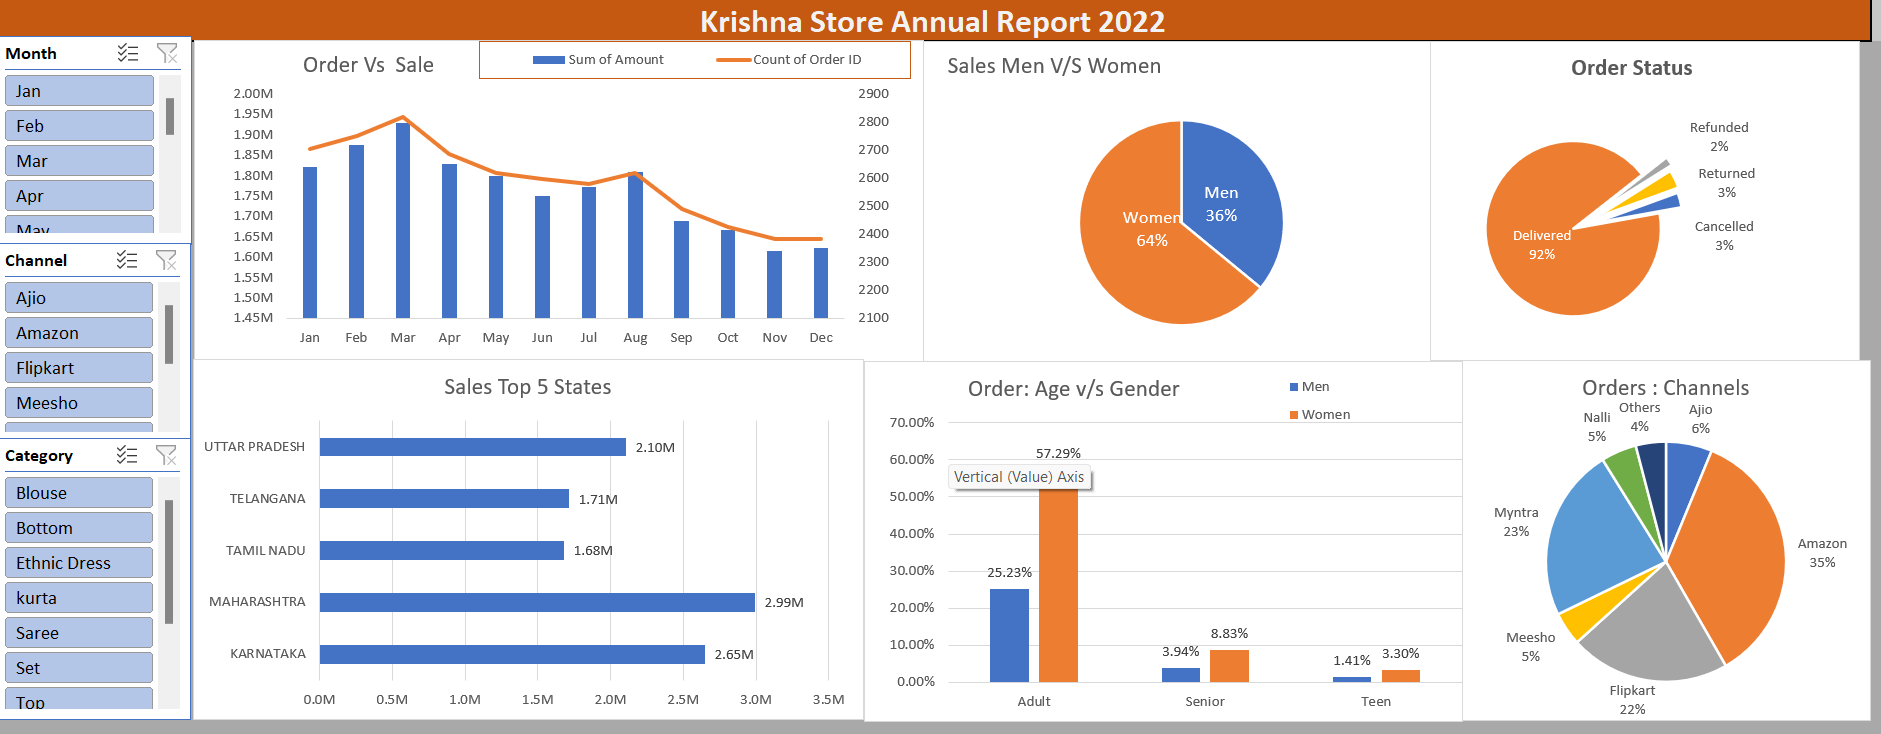 Krishna Store Annual Report 2022
Month
Jan
Feb
Mar
Apr
May
Channel
Ajio
Amazon
Flipkart
Meesho
Category
Blouse
Bottom
Ethnic Dress
kurta
Saree
Set
Top
Order Vs  Sale
Sum of Amount
Count of Order ID
2.00M
1.95M
1.90M
1.85M
1.80M
1.75M
1.70M
1.65M
1.60M
1.55M
1.50M
1.45M
2900
2800
2700
2600
2500
2400
2300
2200
2100
Jan Feb Mar Apr May Jun Jul Aug Sep Oct Nov Dec
Sales Men V/S Women
Men
36%
Women
64%
Order Status
Refunded
2%
Returned
3%
Cancelled
3%
Delivered
92%
Sales Top 5 States
UTTAR PRADESH 2.10M
TELANGANA 1.71M
TAMIL NADU 1.68M
MAHARASHTRA 2.99M
KARNATAKA 2.65M
0.0M 0.5M 1.0M 1.5M 2.0M 2.5M 3.0M 3.5M
Order: Age v/s Gender
Men
Women
70.00%
60.00%
50.00%
40.00%
30.00%
20.00%
10.00%
0.00%
Vertical (Value) Axis
57.29%
25.23%
3.94%
8.83%
1.41%
3.30%
Adult Senior Teen
Orders : Channels
Others
4%
Ajio
6%
Nalli
5%
Myntra
23%
Amazon
35%
Meesho
5%
Flipkart
22%